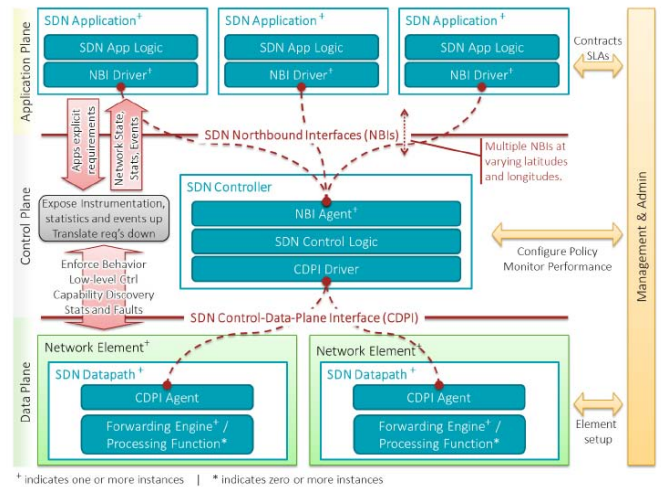 Application Plane
SDN Application⁺
SDN App Logic
NBI Driver⁺
SDN Application⁺
SDN App Logic
NBI Driver⁺
SDN Application⁺
SDN App Logic
NBI Driver⁺
Contracts
SLAs
Apps explicit
requirements
Network State,
Stats, Events
SDN Northbound Interfaces (NBIs)
Multiple NBIs at
varying latitudes
and longitudes.
Control Plane
Expose Instrumentation,
statistics and events up
Translate req's down
SDN Controller
NBI Agent⁺
SDN Control Logic
CDPI Driver
Configure Policy
Monitor Performance
Management & Admin
Enforce Behavior
Low-level Ctrl
Capability Discovery
Stats and Faults
SDN Control-Data-Plane Interface (CDPI)
Data Plane
Network Element⁺
SDN Datapath⁺
CDPI Agent
Forwarding Engine⁺ /
Processing Function*
Network Element⁺
SDN Datapath⁺
CDPI Agent
Forwarding Engine⁺ /
Processing Function*
Element
setup
⁺ indicates one or more instances | * indicates zero or more instances